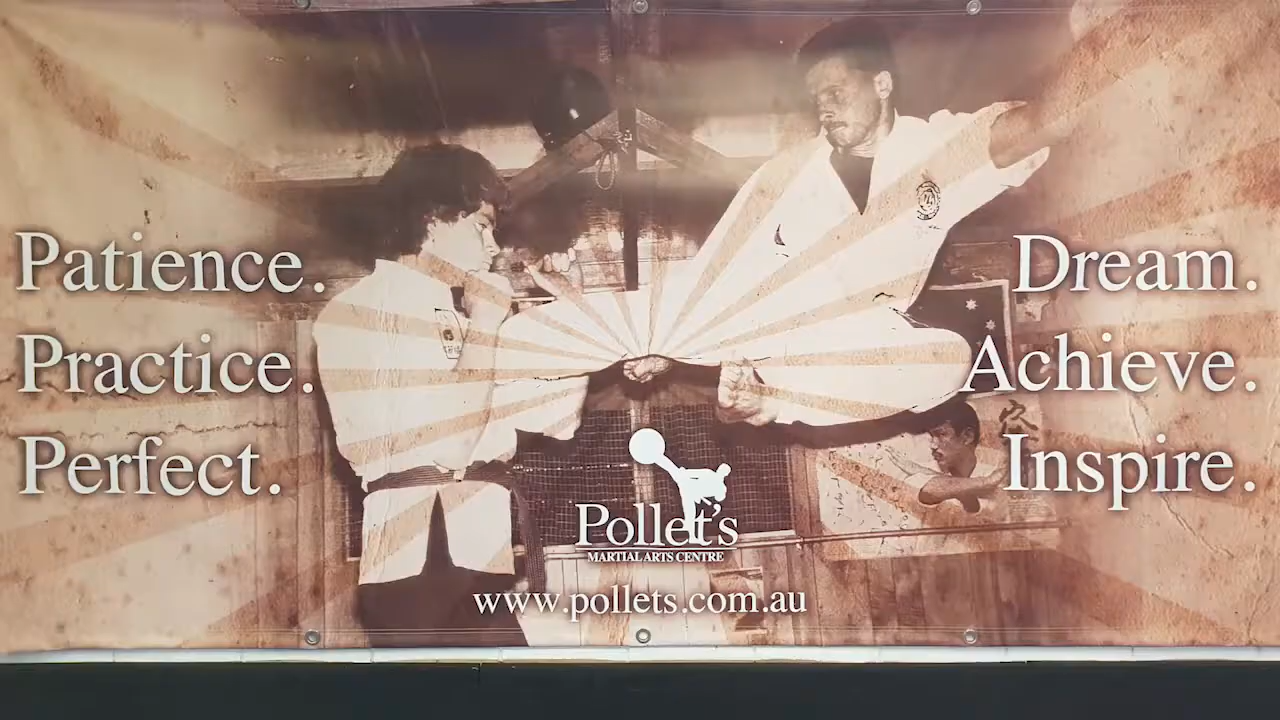 Patience.
Practice.
Perfect.
Dream.
Achieve.
Inspire.
Pollet's
MARTIAL ARTS CENTRE
www.pollets.com.au